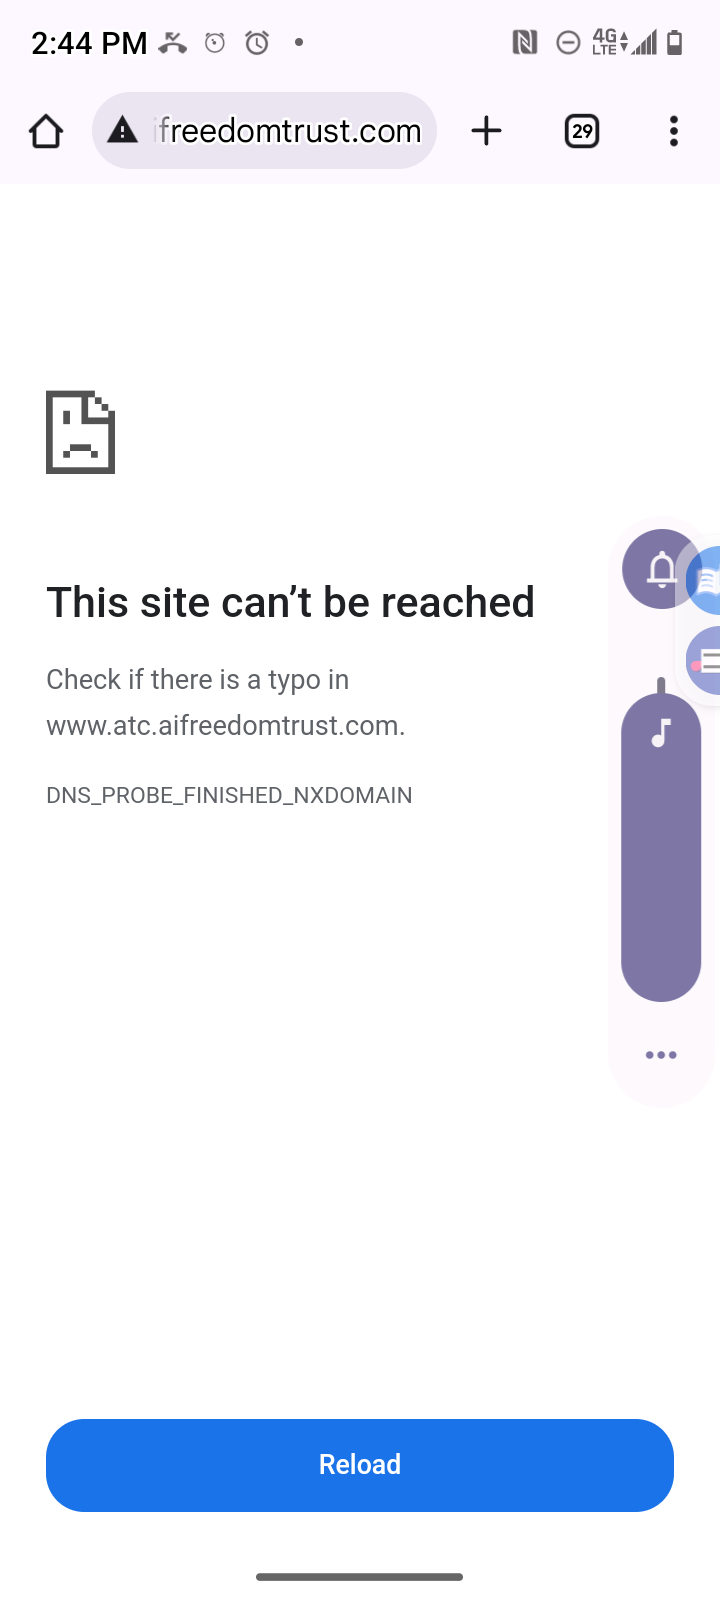 2:44 PM
4G
LTE
ifreedomtrust.com
29
This site can’t be reached
Check if there is a typo in
www.atc.aifreedomtrust.com.
DNS_PROBE_FINISHED_NXDOMAIN
Reload